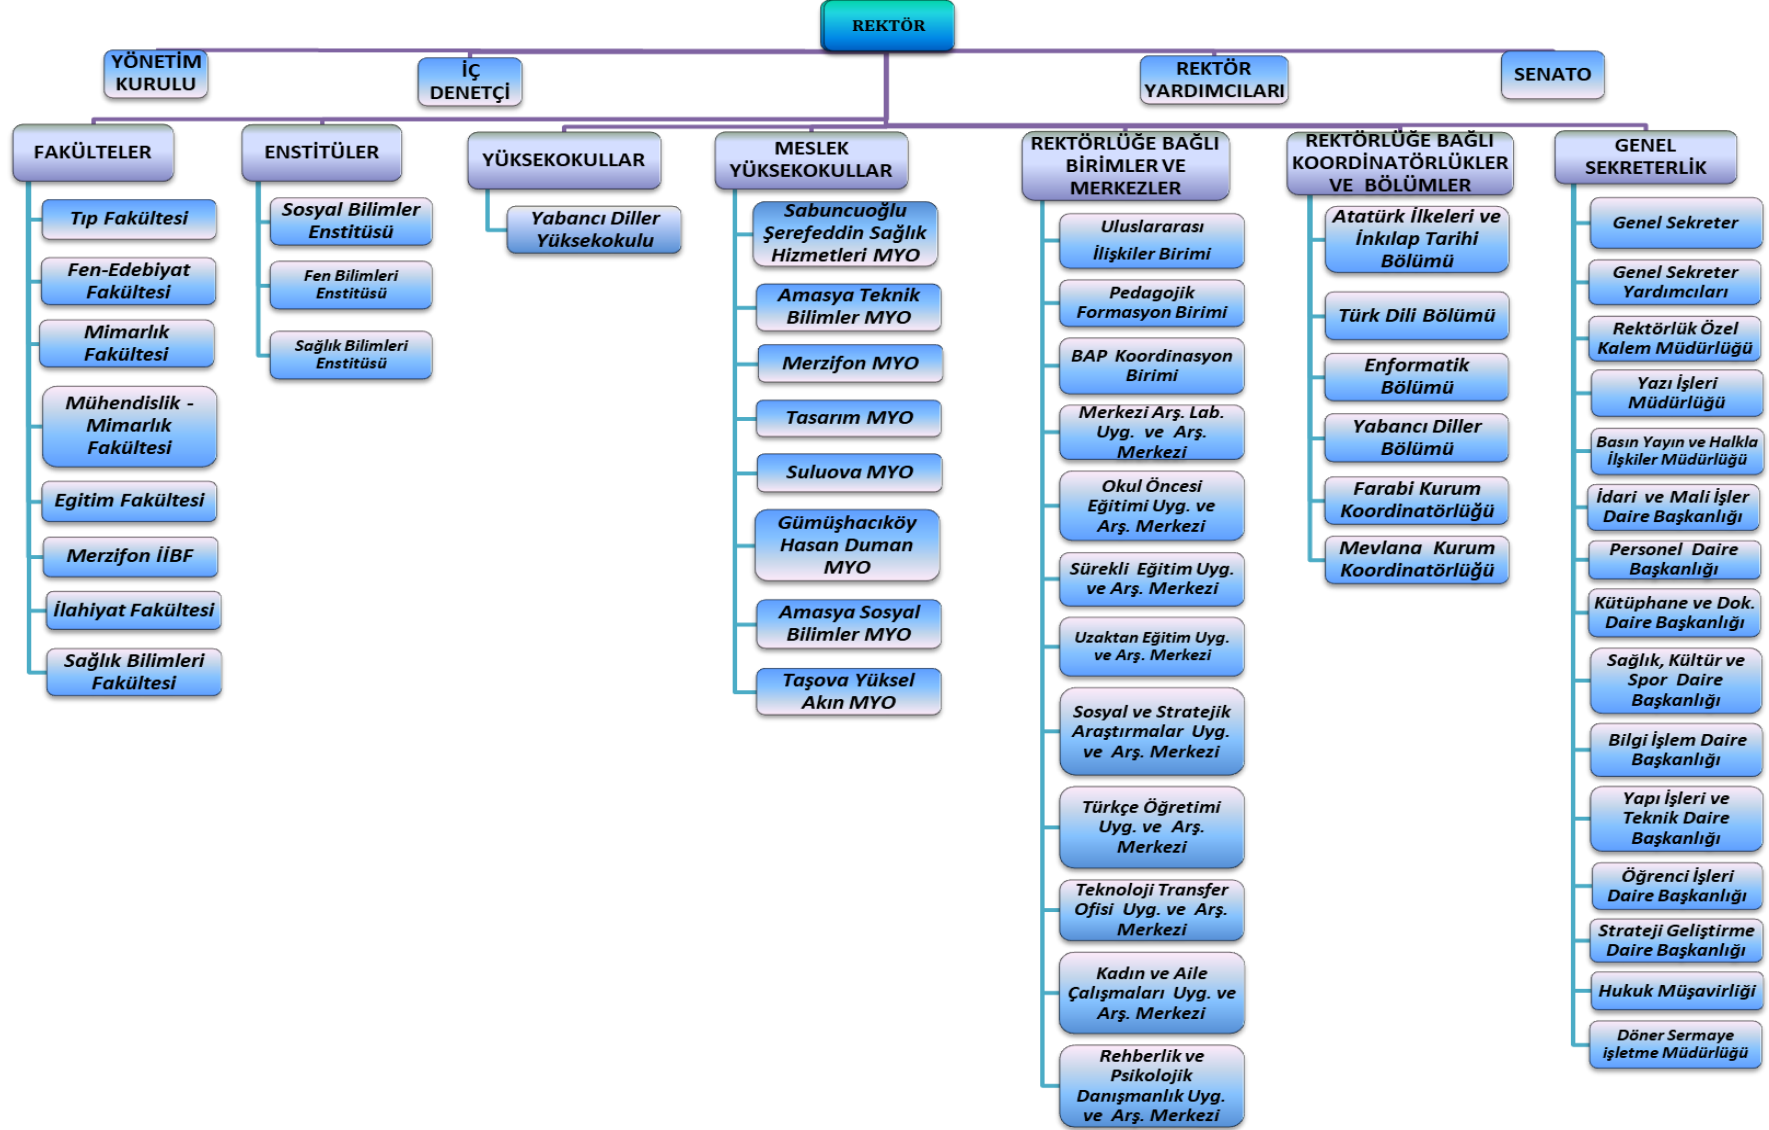 REKTÖR
YÖNETİM
KURULU
İÇ
DENETÇİ
REKTÖR
YARDIMCILARI
SENATO
FAKÜLTELER
Tıp Fakültesi
Fen-Edebiyat
Fakültesi
Mimarlık
Fakültesi
Mühendislik -
Mimarlık
Fakültesi
Egitim Fakültesi
Merzifon İİBF
İlahiyat Fakültesi
Sağlık Bilimleri
Fakültesi
ENSTİTÜLER
Sosyal Bilimler
Enstitüsü
Fen Bilimleri
Enstitüsü
Sağlık Bilimleri
Enstitüsü
YÜKSEKOKULLAR
Yabancı Diller
Yüksekokulu
MESLEK
YÜKSEKOKULLAR
Sabuncuoğlu
Şerefeddin Sağlık
Hizmetleri MYO
Amasya Teknik
Bilimler MYO
Merzifon MYO
Tasarım MYO
Suluova MYO
Gümüşhacıköy
Hasan Duman
MYO
Amasya Sosyal
Bilimler MYO
Taşova Yüksel
Akın MYO
REKTÖRLÜĞE BAĞLI
BİRİMLER VE
MERKEZLER
Uluslararası
İlişkiler Birimi
Pedagojik
Formasyon Birimi
BAP Koordinasyon
Birimi
Merkezi Arş. Lab.
Uyg. ve Arş.
Merkezi
Okul Öncesi
Eğitimi Uyg. ve
Arş. Merkezi
Sürekli Eğitim Uyg.
ve Arş. Merkezi
Uzaktan Eğitim Uyg.
ve Arş. Merkezi
Sosyal ve Stratejik
Araştırmalar Uyg.
ve Arş. Merkezi
Türkçe Öğretimi
Uyg. ve Arş.
Merkezi
Teknoloji Transfer
Ofisi Uyg. ve Arş.
Merkezi
Kadın ve Aile
Çalışmaları Uyg. ve
Arş. Merkezi
Rehberlik ve
Psikolojik
Danışmanlık Uyg.
ve Arş. Merkezi
REKTÖRLÜĞE BAĞLI
KOORDİNATÖRLÜKLER
VE BÖLÜMLER
Atatürk İlkeleri ve
İnkılap Tarihi
Bölümü
Türk Dili Bölümü
Enformatik
Bölümü
Yabancı Diller
Bölümü
Farabi Kurum
Koordinatörlüğü
Mevlana Kurum
Koordinatörlüğü
GENEL
SEKRETERLİK
Genel Sekreter
Genel Sekreter
Yardımcıları
Rektörlük Özel
Kalem Müdürlüğü
Yazı İşleri
Müdürlüğü
Basın Yayın ve Halkla
İlşkiler Müdürlüğü
İdari ve Mali İşler
Daire Başkanlığı
Personel Daire
Başkanlığı
Kütüphane ve Dok.
Daire Başkanlığı
Sağlık, Kültür ve
Spor Daire
Başkanlığı
Bilgi İşlem Daire
Başkanlığı
Yapı İşleri ve
Teknik Daire
Başkanlığı
Öğrenci İşleri
Daire Başkanlığı
Strateji Geliştirme
Daire Başkanlığı
Hukuk Müşavirliği
Döner Sermaye
işletme Müdürlüğü